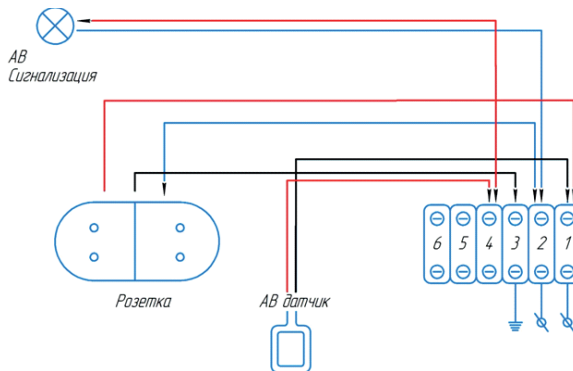 АВ
Сигнализация
6 5 4 3 2 1
Розетка
АВ датчик